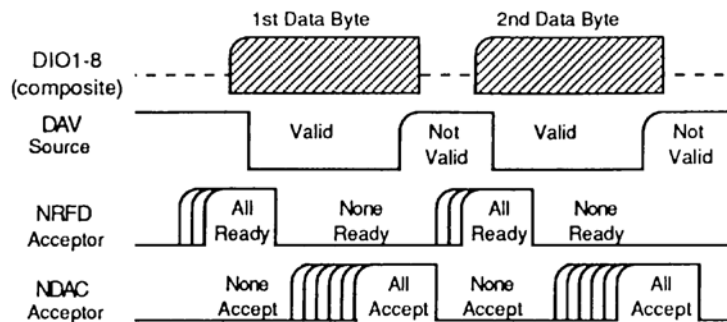 1st Data Byte 2nd Data Byte
DIO1-8
(composite)
DAV
Source
Valid
Not
Valid
Valid
Not
Valid
NRFD
Acceptor
All
Ready
None
Ready
All
Ready
None
Ready
NDAC
Acceptor
None
Accept
All
Accept
None
Accept
All
Accept